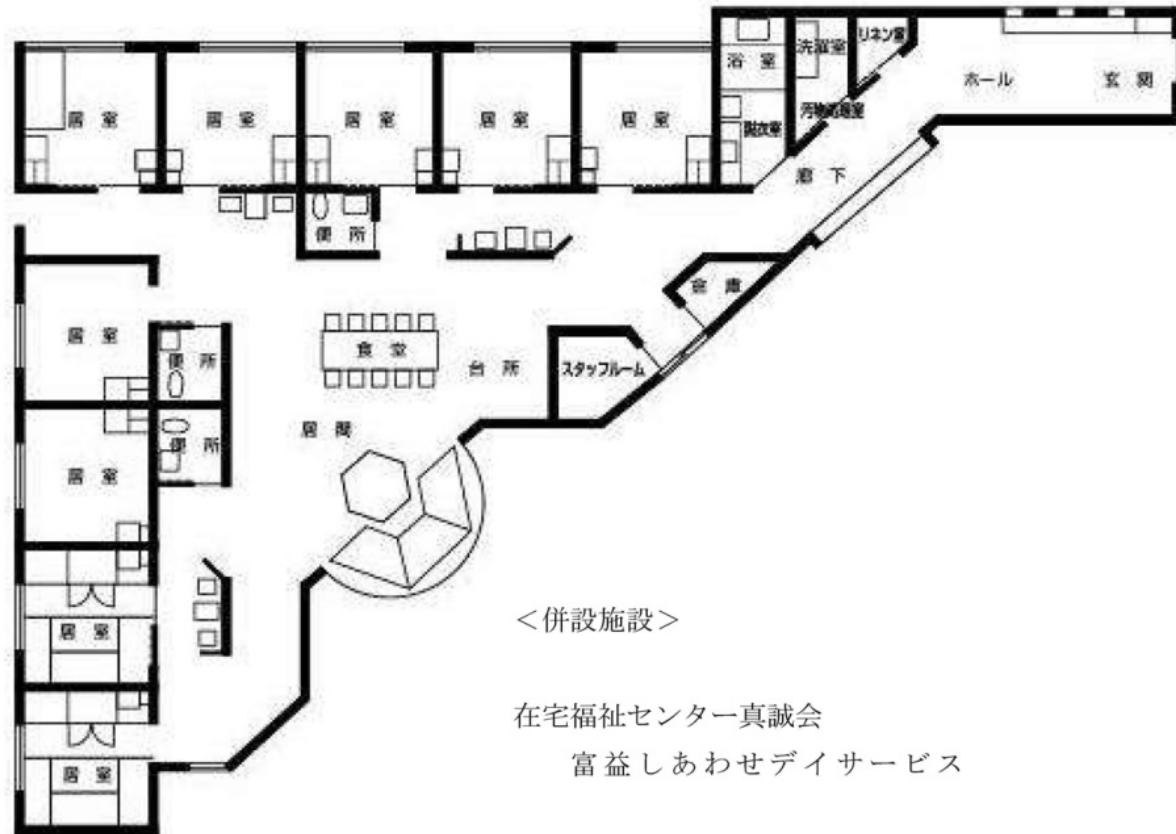 浴室
洗濯室
リネン室
ホール
玄関
居室
居室
居室
居室
居室
脱衣室
汚物処理室
廊下
便所
倉庫
居室
便所
食堂
台所
スタッフルーム
居間
便所
居室
＜併設施設＞
居室
在宅福祉センター真誠会
富益しあわせデイサービス
居室